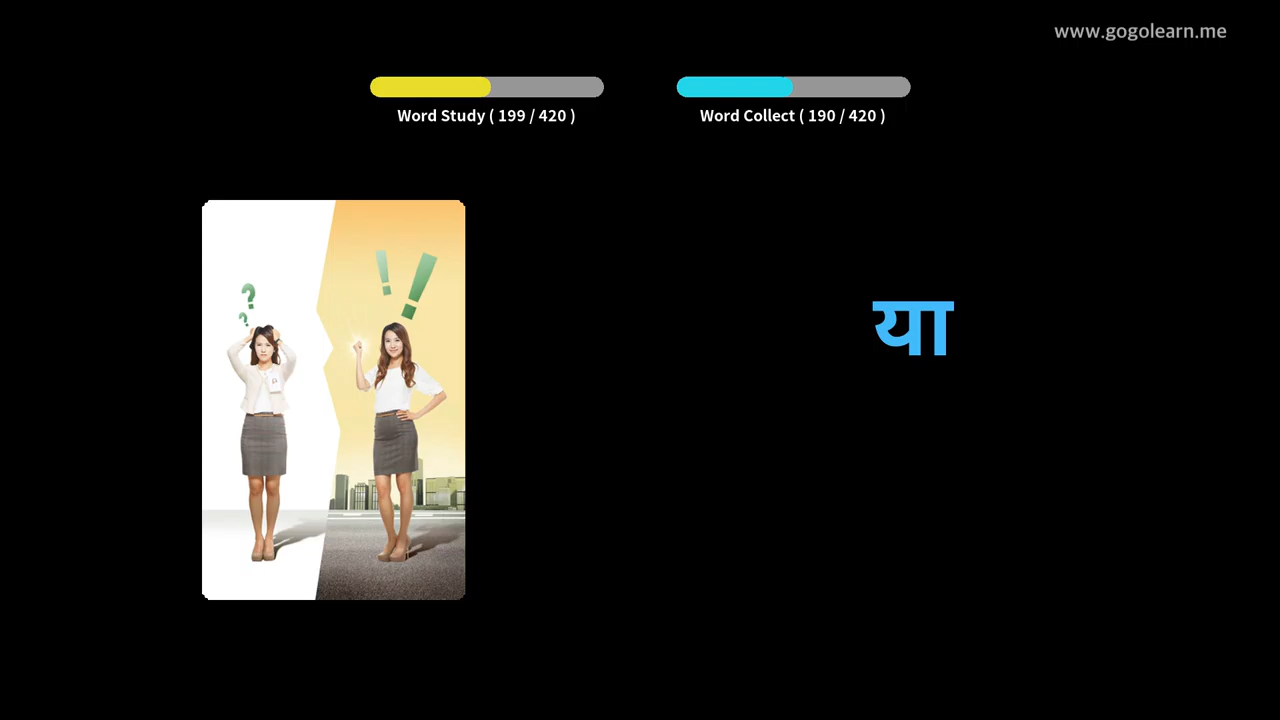 www.gogolearn.me
Word Study ( 199 / 420 )
Word Collect ( 190 / 420 )
? ?
! !
या